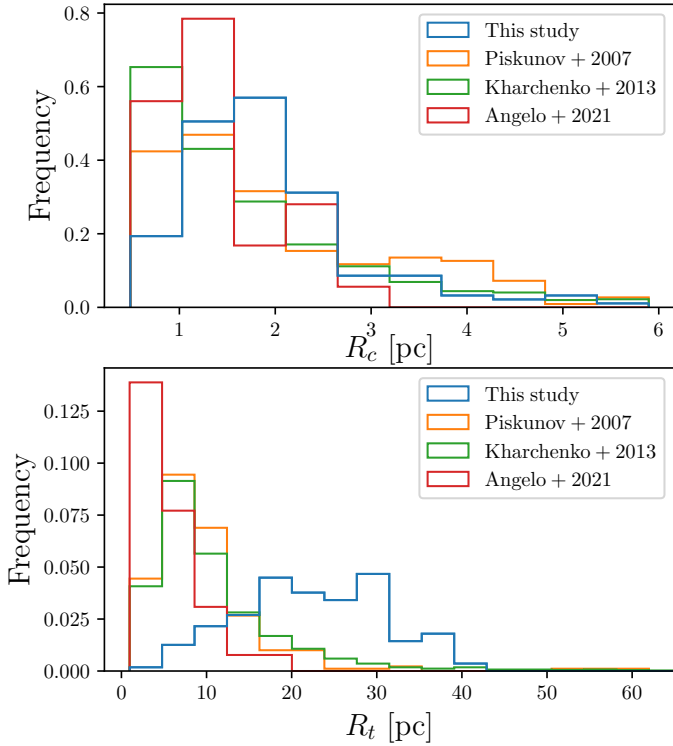 0.8
0.6
0.4
0.2
0.0
Frequency
This study
Piskunov + 2007
Kharchenko + 2013
Angelo + 2021
1 2 3 4 5 6
R_c [pc]
0.125
0.100
0.075
0.050
0.025
0.000
Frequency
This study
Piskunov + 2007
Kharchenko + 2013
Angelo + 2021
0 10 20 30 40 50 60
R_t [pc]